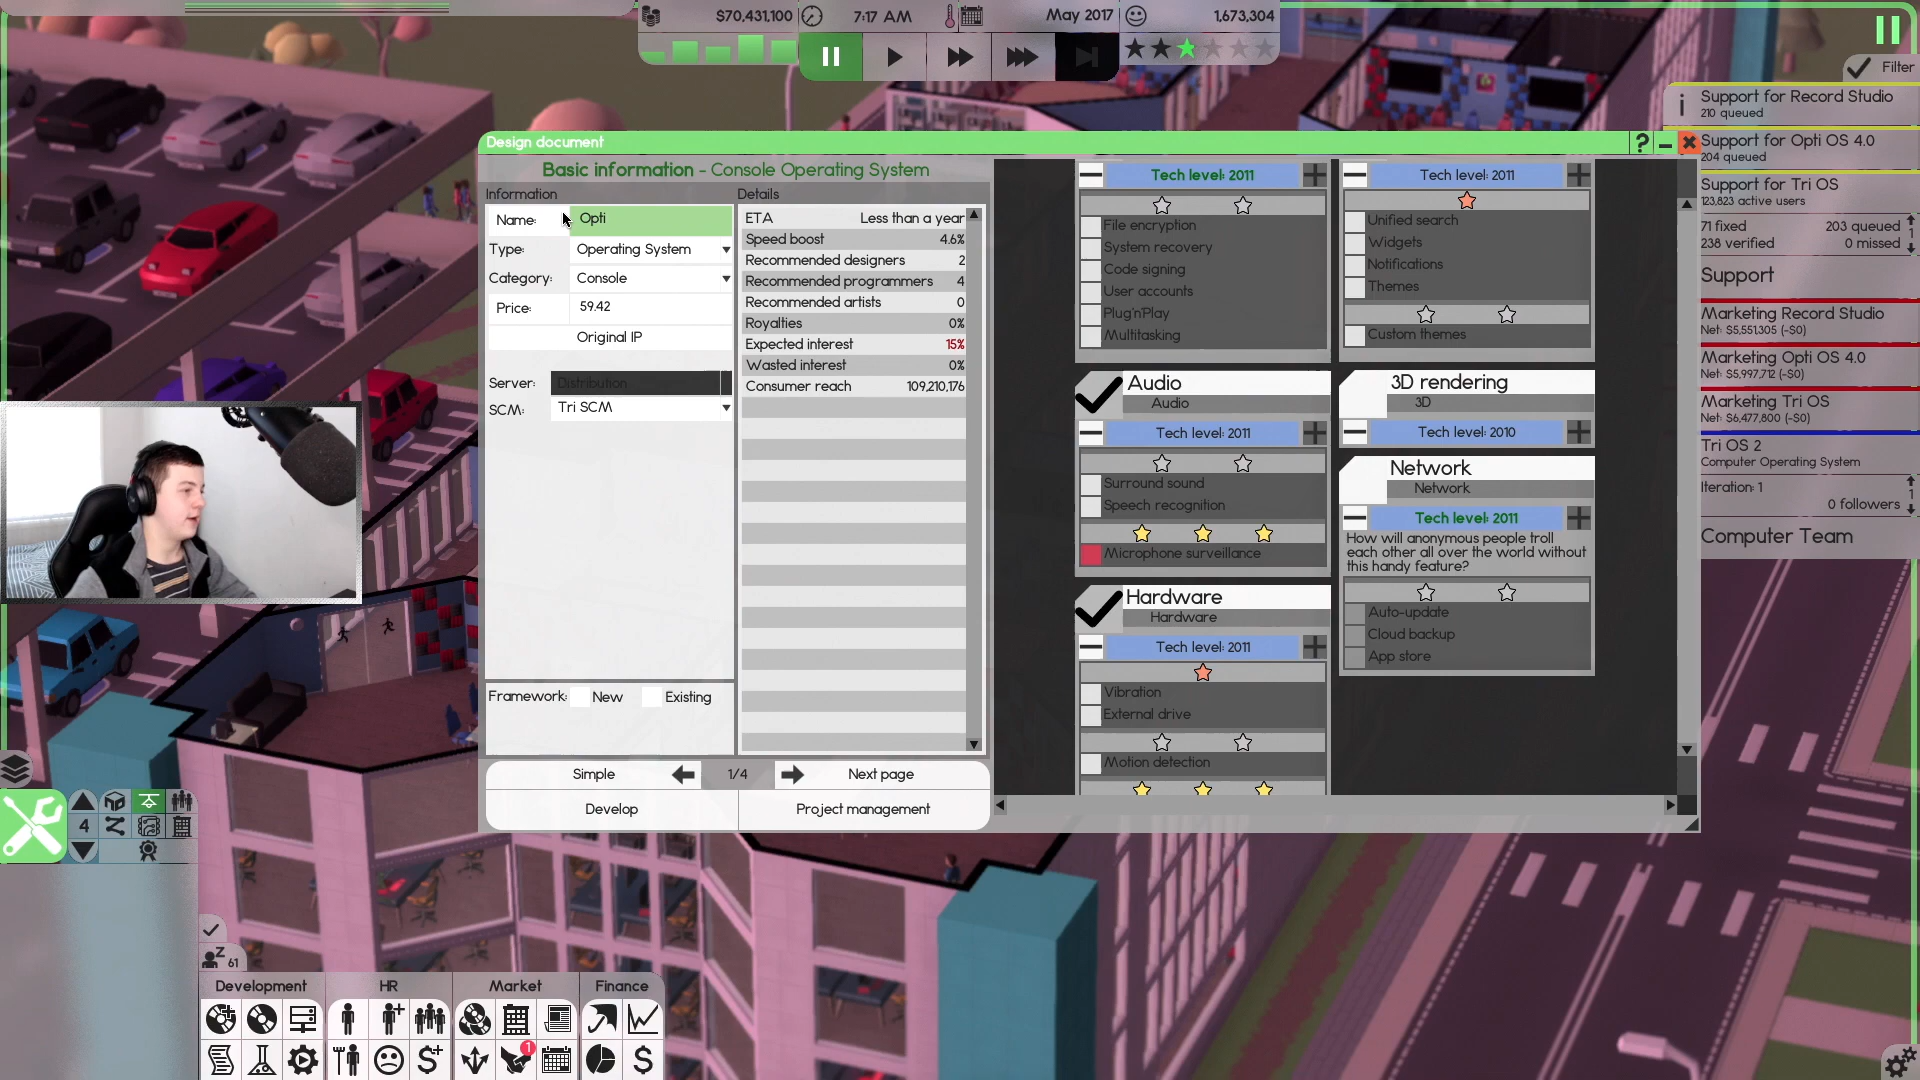 $70,431,100
7:17 AM
May 2017
1,673,304
Filter
Support for Record Studio
210 queued
Support for Opti OS 4.0
204 queued
Support for Tri OS
123,823 active users
71 fixed 203 queued
238 verified 0 missed
1
Support
Marketing Record Studio
Net: $5,551,305 (-$0)
Marketing Opti OS 4.0
Net: $5,997,712 (-$0)
Marketing Tri OS
Net: $6,477,800 (-$0)
Tri OS 2
Computer Operating System
Iteration: 1
0 followers
1
Computer Team
Design document
?
Basic information - Console Operating System
Information
Name: Opti
Type: Operating System
Category: Console
Price: 59.42
Original IP
Server: Distribution
SCM: Tri SCM
Framework: New Existing
Details
ETA Less than a year
Speed boost 4.6%
Recommended designers 2
Recommended programmers 4
Recommended artists 0
Royalties 0%
Expected interest 15%
Wasted interest 0%
Consumer reach 109,210,176
Simple 1/4 Next page
Develop Project management
Tech level: 2011
File encryption
System recovery
Code signing
User accounts
Plug'n'Play
Multitasking
Audio
Audio
Tech level: 2011
Surround sound
Speech recognition
Microphone surveillance
Hardware
Hardware
Tech level: 2011
Vibration
External drive
Motion detection
Tech level: 2011
Unified search
Widgets
Notifications
Themes
Custom themes
3D rendering
3D
Tech level: 2010
Network
Network
Tech level: 2011
How will anonymous people troll
each other all over the world without
this handy feature?
Auto-update
Cloud backup
App store
4
Z
61
Development HR Market Finance
1